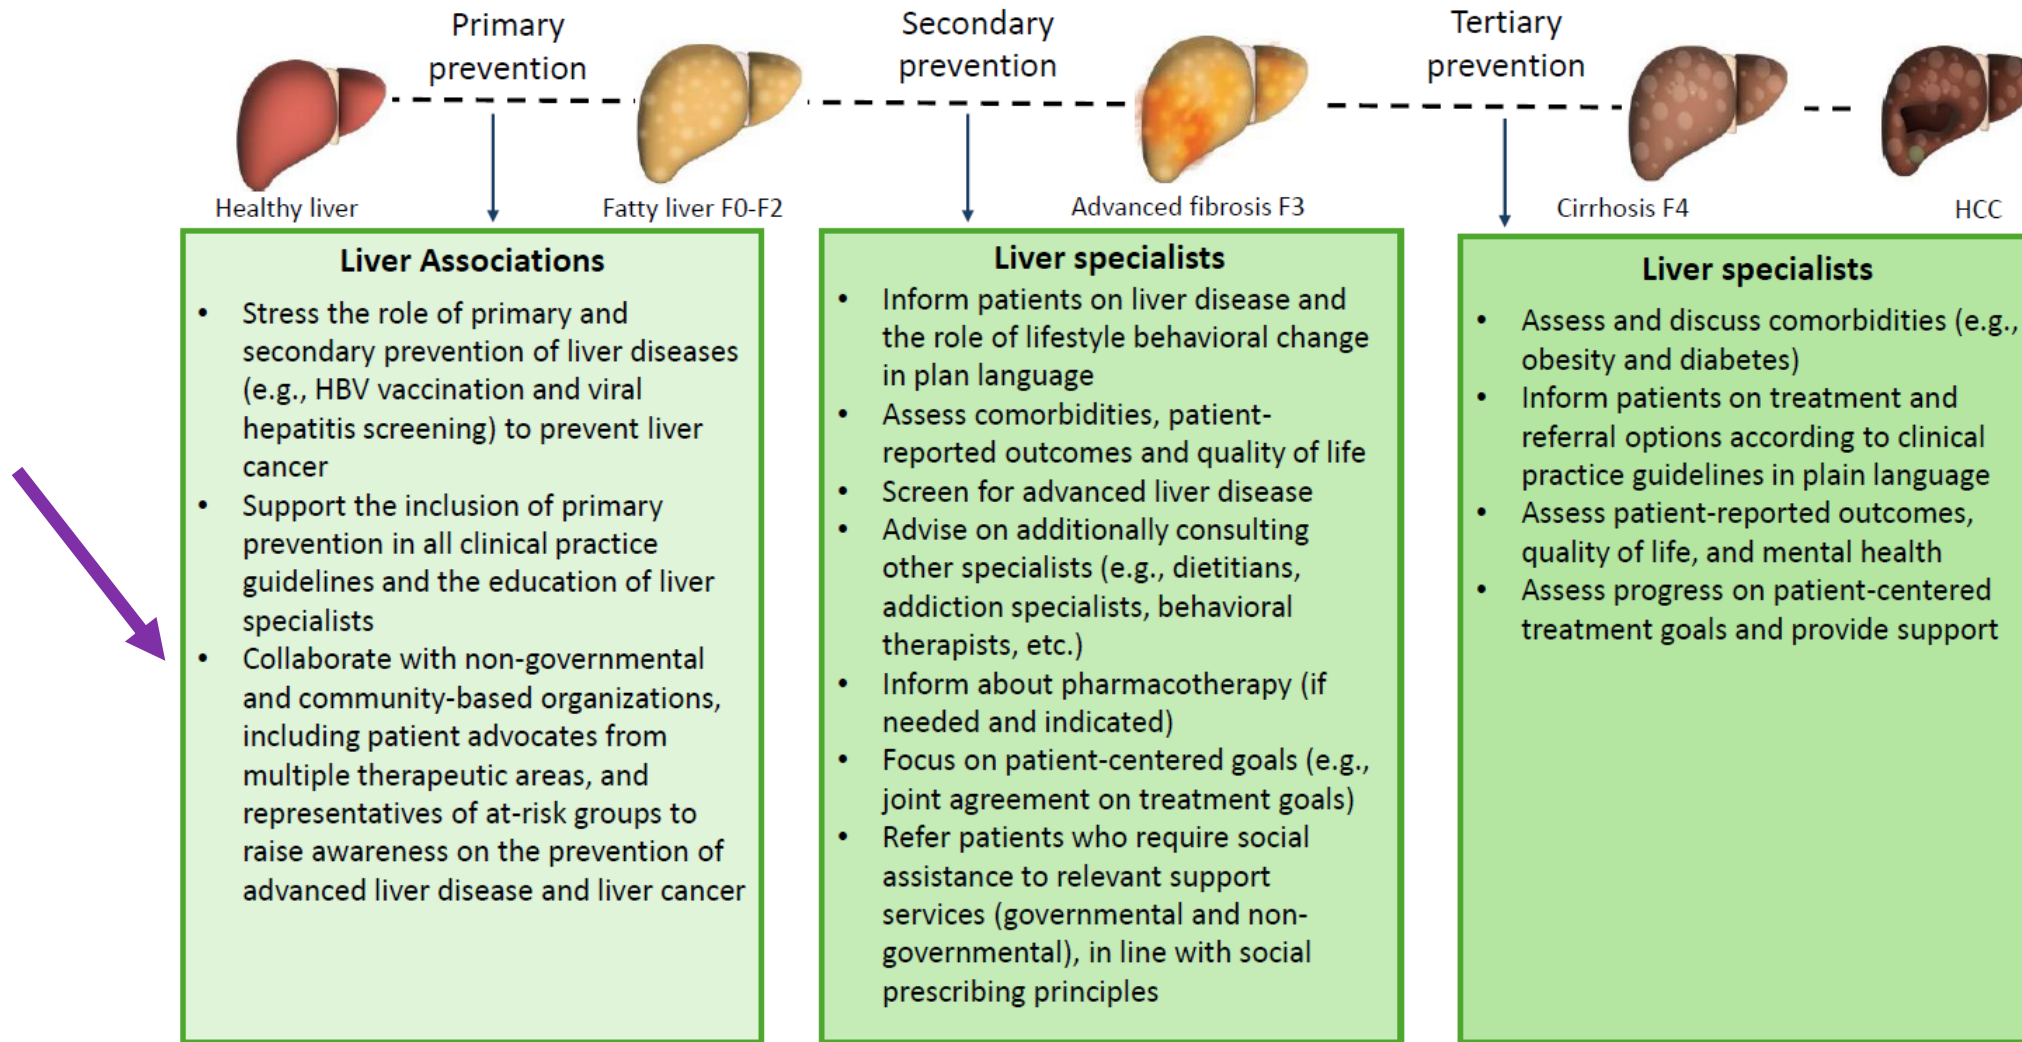 Primary
prevention
Secondary
prevention
Tertiary
prevention
Healthy liver
Fatty liver F0-F2
Advanced fibrosis F3
Cirrhosis F4
HCC
Liver Associations
• Stress the role of primary and
secondary prevention of liver diseases
(e.g., HBV vaccination and viral
hepatitis screening) to prevent liver
cancer
• Support the inclusion of primary
prevention in all clinical practice
guidelines and the education of liver
specialists
• Collaborate with non-governmental
and community-based organizations,
including patient advocates from
multiple therapeutic areas, and
representatives of at-risk groups to
raise awareness on the prevention of
advanced liver disease and liver cancer
Liver specialists
• Inform patients on liver disease and
the role of lifestyle behavioral change
in plan language
• Assess comorbidities, patient-
reported outcomes and quality of life
• Screen for advanced liver disease
• Advise on additionally consulting
other specialists (e.g., dietitians,
addiction specialists, behavioral
therapists, etc.)
• Inform about pharmacotherapy (if
needed and indicated)
• Focus on patient-centered goals (e.g.,
joint agreement on treatment goals)
• Refer patients who require social
assistance to relevant support
services (governmental and non-
governmental), in line with social
prescribing principles
Liver specialists
• Assess and discuss comorbidities (e.g.,
obesity and diabetes)
• Inform patients on treatment and
referral options according to clinical
practice guidelines in plain language
• Assess patient-reported outcomes,
quality of life, and mental health
• Assess progress on patient-centered
treatment goals and provide support